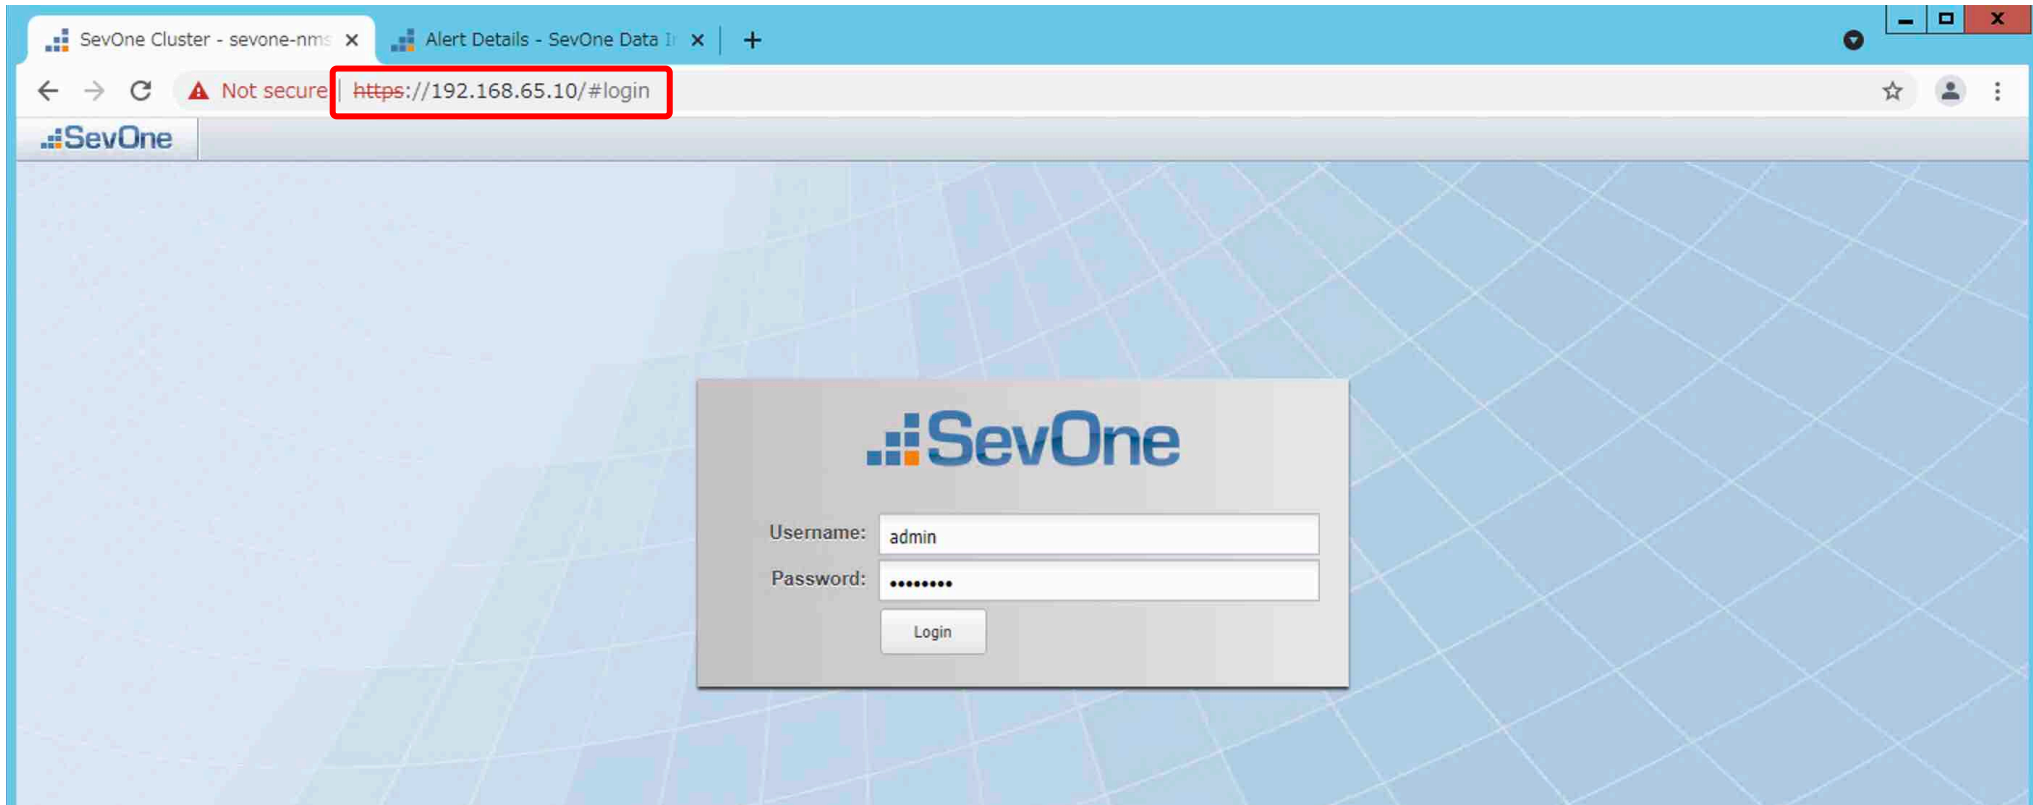 SevOne Cluster - sevone-nms
Alert Details - SevOne Data I
Not secure
https://192.168.65.10/#login
SevOne
SevOne
Username:
admin
Password:
Login